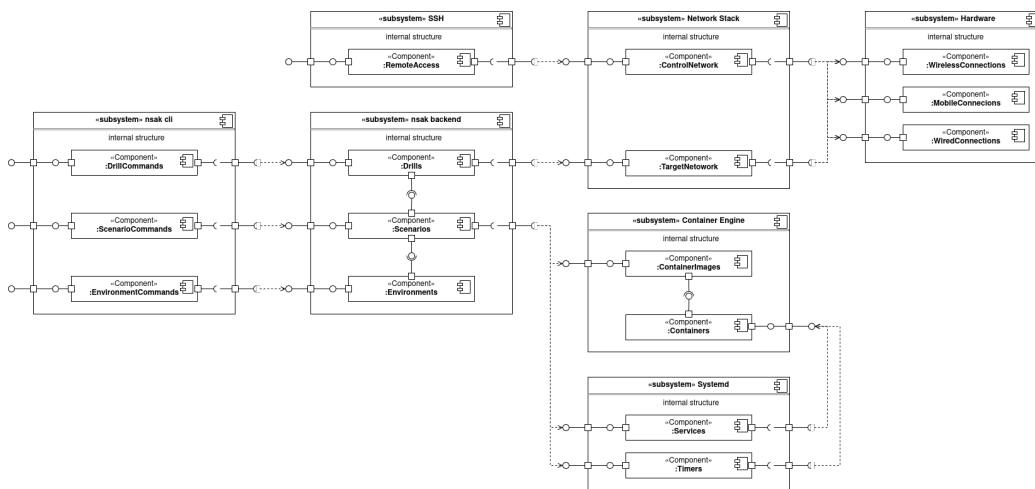 «subsystem» SSH
internal structure
«Component»
:RemoteAccess
«subsystem» Network Stack
internal structure
«Component»
:ControlNetwork
«Component»
:TargetNetowork
«subsystem» Hardware
internal structure
«Component»
:WirelessConnections
«Component»
:MobileConnecions
«Component»
:WiredConnections
«subsystem» nsak cli
internal structure
«Component»
:DrillCommands
«Component»
:ScenarioCommands
«Component»
:EnvironmentCommands
«subsystem» nsak backend
internal structure
«Component»
:Drills
«Component»
:Scenarios
«Component»
:Environments
«subsystem» Container Engine
internal structure
«Component»
:ContainerImages
«Component»
:Containers
«subsystem» Systemd
internal structure
«Component»
:Services
«Component»
:Timers